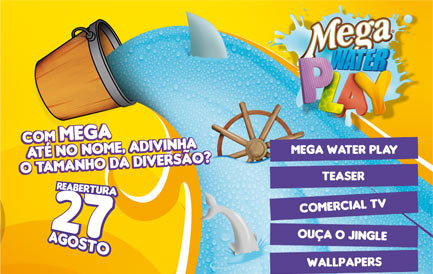 Mega
WATER
PLAY
COM MEGA
ATÉ NO NOME, ADIVINHA
O TAMANHO DA DIVERSÃO?
REABERTURA
27
AGOSTO
MEGA WATER PLAY
TEASER
COMERCIAL TV
OUÇA O JINGLE
WALLPAPERS